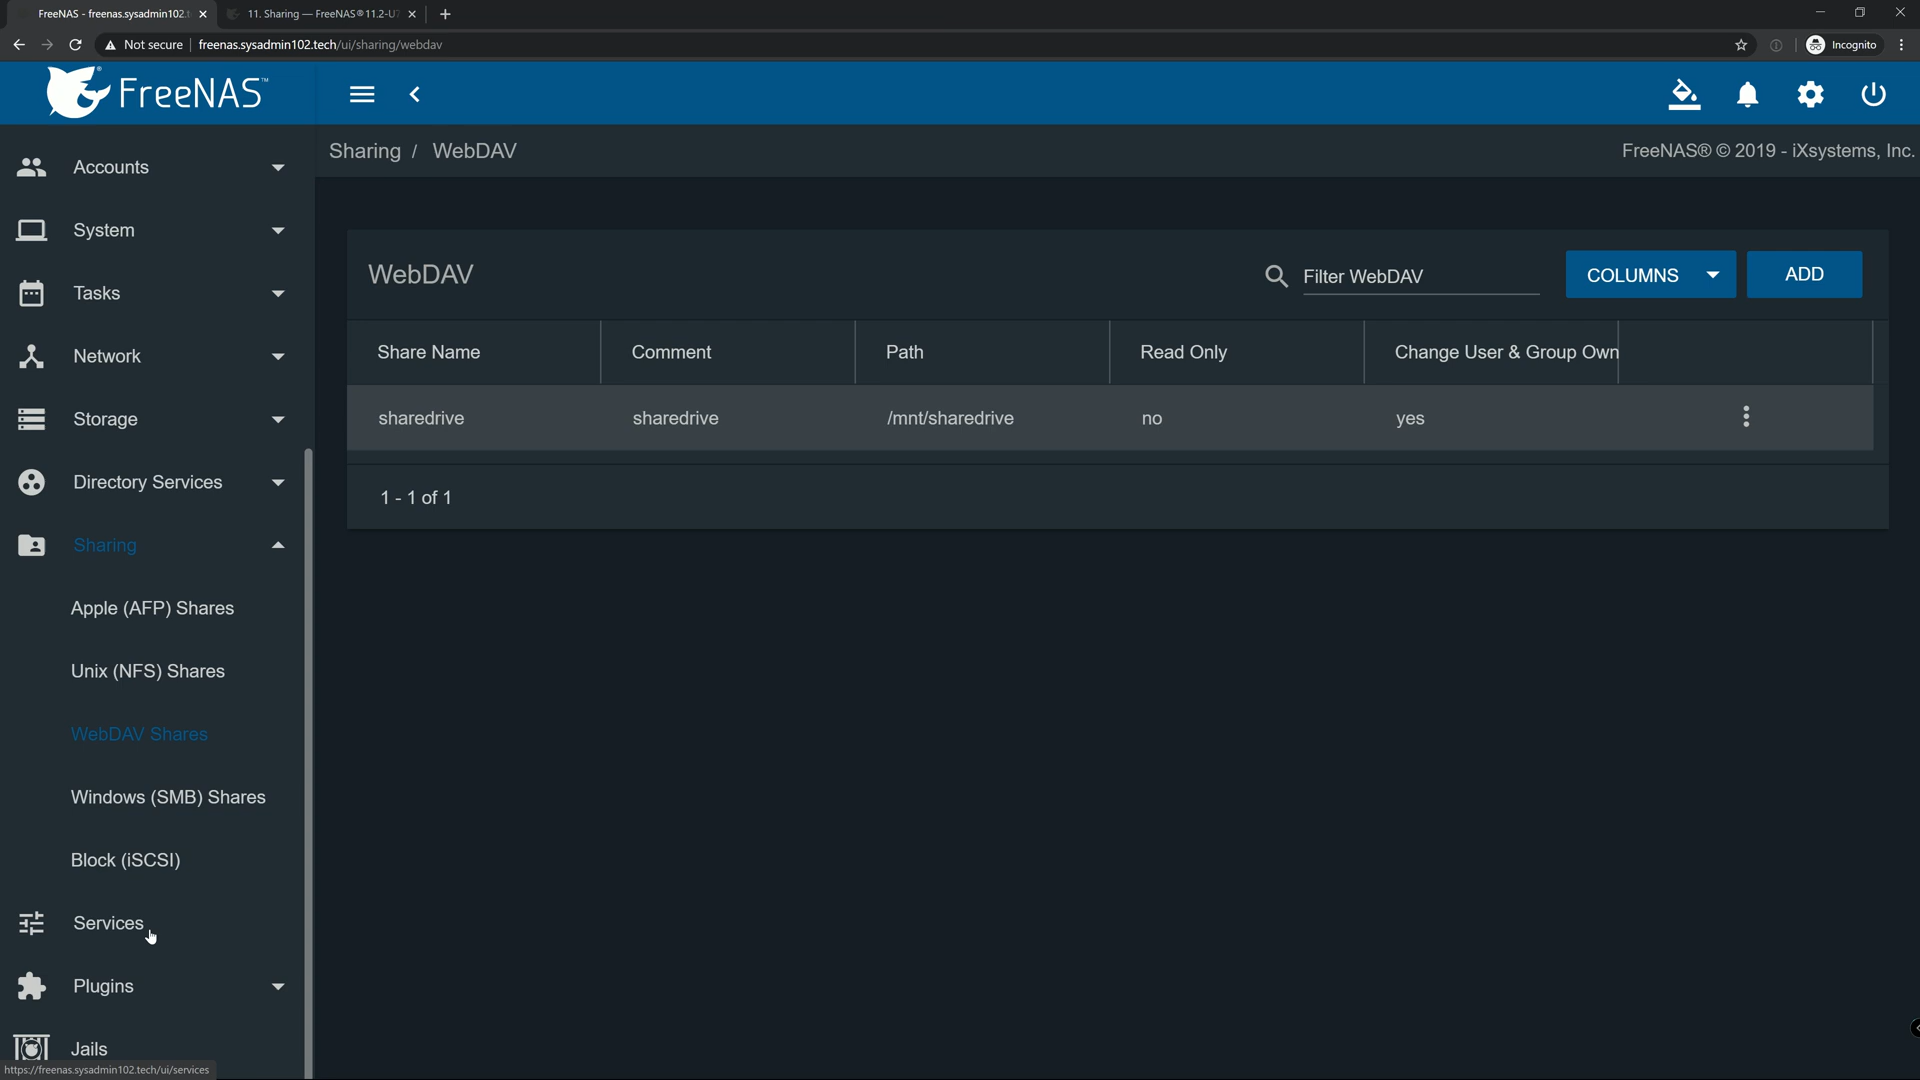 FreeNAS - freenas.sysadmin102.t
11. Sharing — FreeNAS®11.2-U7
Not secure
freenas.sysadmin102.tech/ui/sharing/webdav
Incognito
FreeNAS™
Accounts
Sharing / WebDAV
FreeNAS® © 2019 - iXsystems, Inc.
System
WebDAV
Filter WebDAV
COLUMNS
ADD
Tasks
Network
Share Name
Comment
Path
Read Only
Change User & Group Own
Storage
sharedrive
sharedrive
/mnt/sharedrive
no
yes
Directory Services
1 - 1 of 1
Sharing
Apple (AFP) Shares
Unix (NFS) Shares
WebDAV Shares
Windows (SMB) Shares
Block (iSCSI)
Services
Plugins
Jails
https://freenas.sysadmin102.tech/ui/services